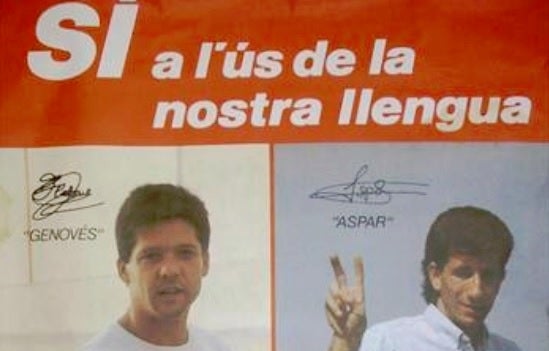 SÍ a l'ús de la
nostra llengua
"GENOVÉS"
"ASPAR"